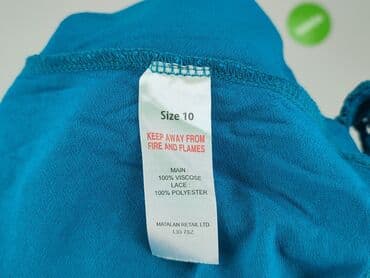 Size 10
KEEP AWAY FROM
FIRE AND FLAMES
MAIN:
100% VISCOSE
LACE:
100% POLYESTER
MATALAN RETAIL LTD.